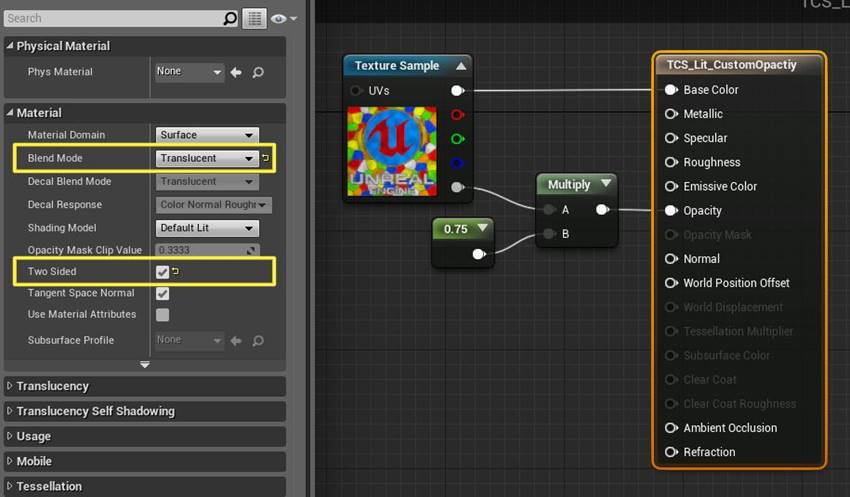 Search
TCS_L
Physical Material
Phys Material
None
Material
Material Domain
Surface
Blend Mode
Translucent
Decal Blend Mode
Translucent
Decal Response
Color Normal Roughr
Shading Model
Default Lit
Opacity Mask Clip Value
0.3333
Two Sided
Tangent Space Normal
Use Material Attributes
Subsurface Profile
None
Translucency
Translucency Self Shadowing
Usage
Mobile
Tessellation
Texture Sample
UVs
UNREAL
ENGINE
0.75
Multiply
A
B
TCS_Lit_CustomOpactiy
Base Color
Metallic
Specular
Roughness
Emissive Color
Opacity
Opacity Mask
Normal
World Position Offset
World Displacement
Tessellation Multiplier
Subsurface Color
Clear Coat
Clear Coat Roughness
Ambient Occlusion
Refraction